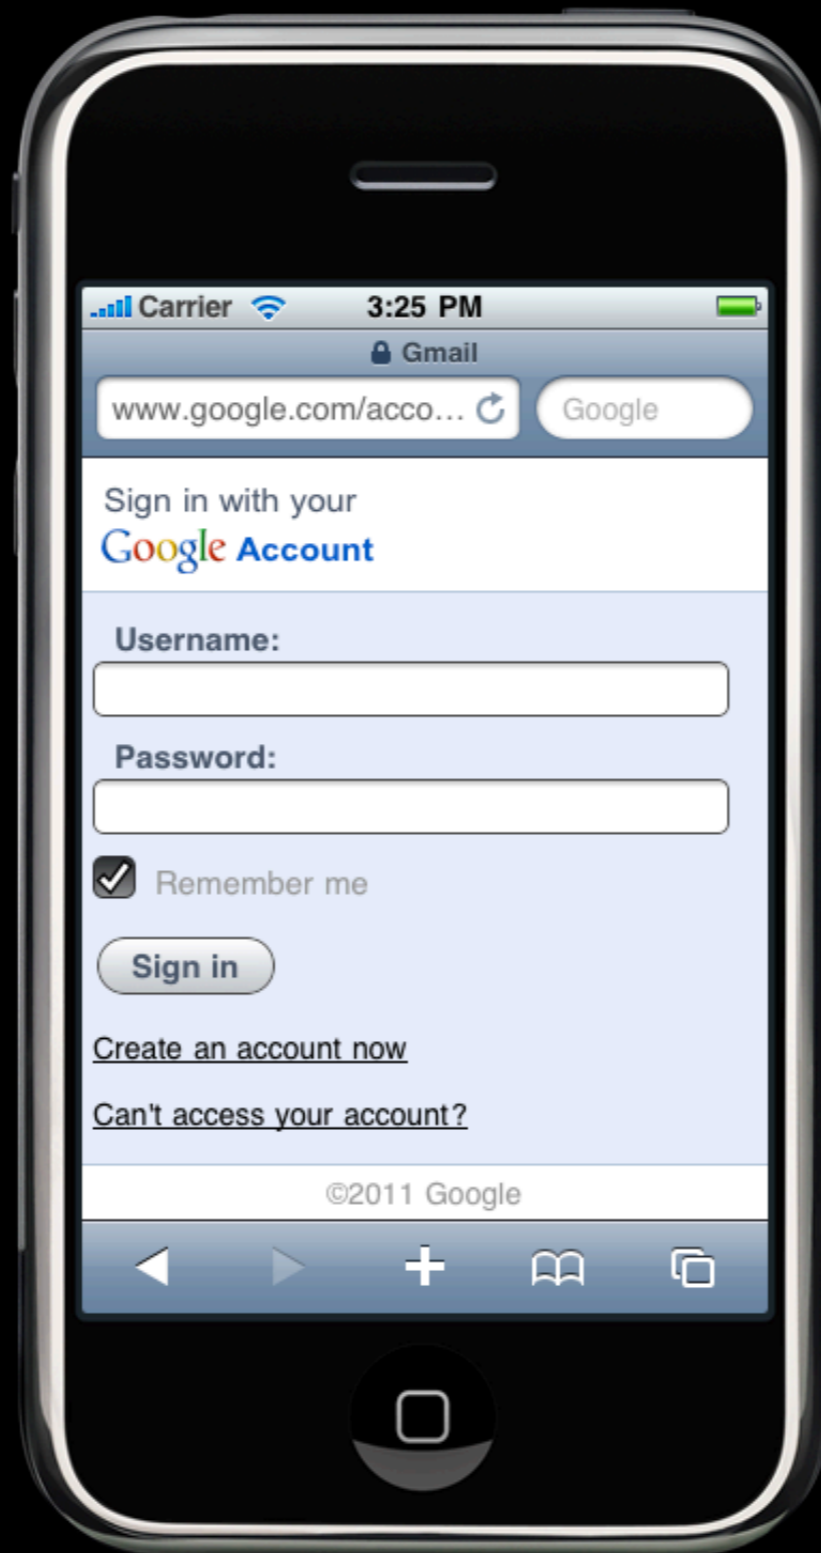 Carrier 3:25 PM
Gmail
www.google.com/acco... Google
Sign in with your
Google Account
Username:
Password:
Remember me
Sign in
Create an account now
Can't access your account?
©2011 Google